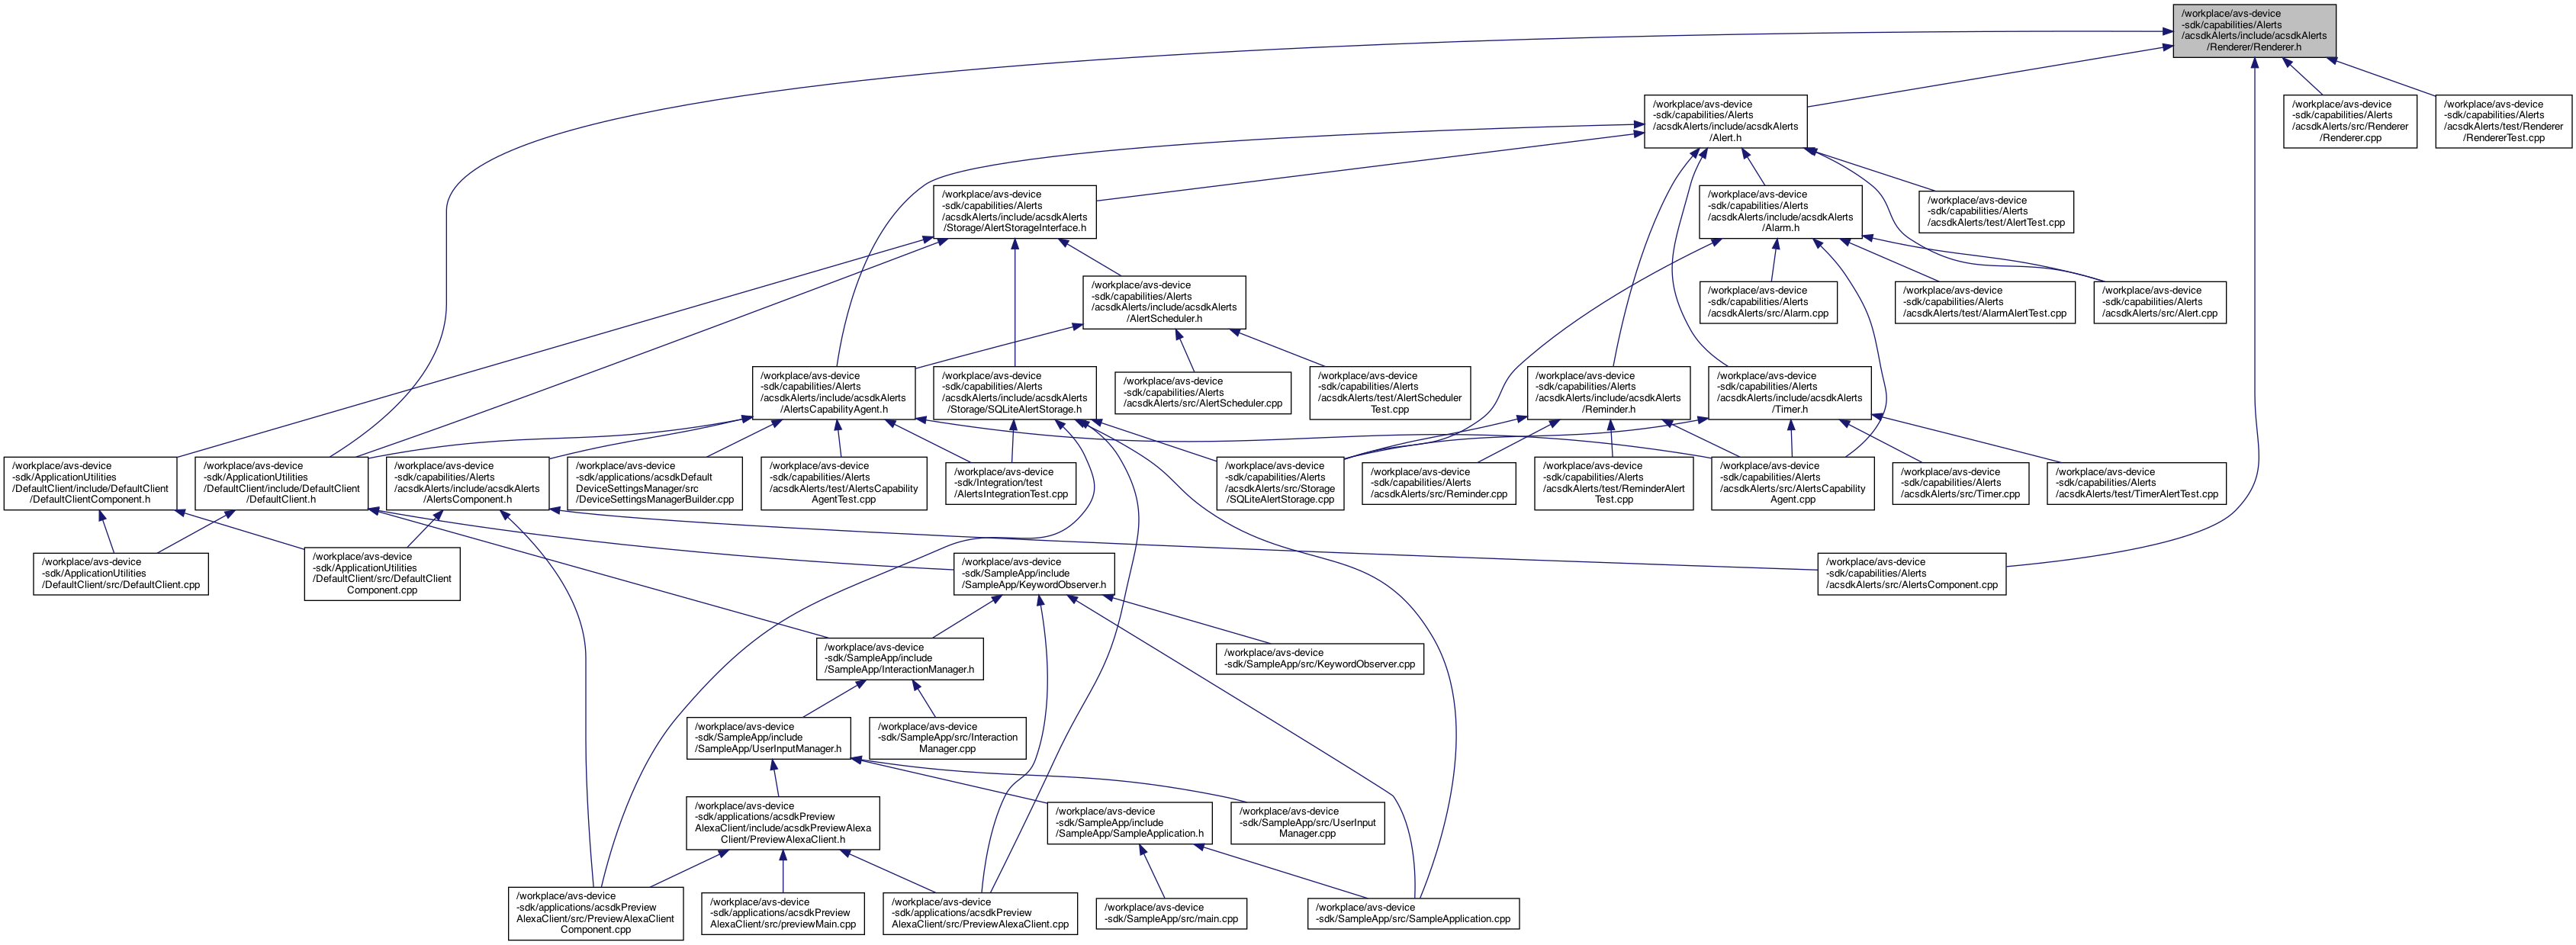 /workplace/avs-device
-sdk/capabilities/Alerts
/acsdkAlerts/include/acsdkAlerts
/Renderer/Renderer.h
/workplace/avs-device
-sdk/capabilities/Alerts
/acsdkAlerts/include/acsdkAlerts
/Alert.h
/workplace/avs-device
-sdk/capabilities/Alerts
/acsdkAlerts/src/Renderer
/Renderer.cpp
/workplace/avs-device
-sdk/capabilities/Alerts
/acsdkAlerts/test/Renderer
/RendererTest.cpp
/workplace/avs-device
-sdk/capabilities/Alerts
/acsdkAlerts/include/acsdkAlerts
/Storage/AlertStorageInterface.h
/workplace/avs-device
-sdk/capabilities/Alerts
/acsdkAlerts/include/acsdkAlerts
/Alarm.h
/workplace/avs-device
-sdk/capabilities/Alerts
/acsdkAlerts/test/AlertTest.cpp
/workplace/avs-device
-sdk/capabilities/Alerts
/acsdkAlerts/include/acsdkAlerts
/AlertScheduler.h
/workplace/avs-device
-sdk/capabilities/Alerts
/acsdkAlerts/src/Alarm.cpp
/workplace/avs-device
-sdk/capabilities/Alerts
/acsdkAlerts/test/AlarmAlertTest.cpp
/workplace/avs-device
-sdk/capabilities/Alerts
/acsdkAlerts/src/Alert.cpp
/workplace/avs-device
-sdk/capabilities/Alerts
/acsdkAlerts/include/acsdkAlerts
/AlertsCapabilityAgent.h
/workplace/avs-device
-sdk/capabilities/Alerts
/acsdkAlerts/include/acsdkAlerts
/Storage/SQLiteAlertStorage.h
/workplace/avs-device
-sdk/capabilities/Alerts
/acsdkAlerts/src/AlertScheduler.cpp
/workplace/avs-device
-sdk/capabilities/Alerts
/acsdkAlerts/test/AlertScheduler
Test.cpp
/workplace/avs-device
-sdk/capabilities/Alerts
/acsdkAlerts/include/acsdkAlerts
/Reminder.h
/workplace/avs-device
-sdk/capabilities/Alerts
/acsdkAlerts/include/acsdkAlerts
/Timer.h
/workplace/avs-device
-sdk/ApplicationUtilities
/DefaultClient/include/DefaultClient
/DefaultClientComponent.h
/workplace/avs-device
-sdk/ApplicationUtilities
/DefaultClient/include/DefaultClient
/DefaultClient.h
/workplace/avs-device
-sdk/capabilities/Alerts
/acsdkAlerts/include/acsdkAlerts
/AlertsComponent.h
/workplace/avs-device
-sdk/applications/acsdkDefault
DeviceSettingsManager/src
/DeviceSettingsManagerBuilder.cpp
/workplace/avs-device
-sdk/capabilities/Alerts
/acsdkAlerts/test/AlertsCapability
AgentTest.cpp
/workplace/avs-device
-sdk/Integration/test
/AlertsIntegrationTest.cpp
/workplace/avs-device
-sdk/capabilities/Alerts
/acsdkAlerts/src/Storage
/SQLiteAlertStorage.cpp
/workplace/avs-device
-sdk/capabilities/Alerts
/acsdkAlerts/src/Reminder.cpp
/workplace/avs-device
-sdk/capabilities/Alerts
/acsdkAlerts/test/ReminderAlert
Test.cpp
/workplace/avs-device
-sdk/capabilities/Alerts
/acsdkAlerts/src/AlertsCapability
Agent.cpp
/workplace/avs-device
-sdk/capabilities/Alerts
/acsdkAlerts/src/Timer.cpp
/workplace/avs-device
-sdk/capabilities/Alerts
/acsdkAlerts/test/TimerAlertTest.cpp
/workplace/avs-device
-sdk/ApplicationUtilities
/DefaultClient/src/DefaultClient.cpp
/workplace/avs-device
-sdk/ApplicationUtilities
/DefaultClient/src/DefaultClient
Component.cpp
/workplace/avs-device
-sdk/SampleApp/include
/SampleApp/KeywordObserver.h
/workplace/avs-device
-sdk/capabilities/Alerts
/acsdkAlerts/src/AlertsComponent.cpp
/workplace/avs-device
-sdk/SampleApp/include
/SampleApp/InteractionManager.h
/workplace/avs-device
-sdk/SampleApp/src/KeywordObserver.cpp
/workplace/avs-device
-sdk/SampleApp/include
/SampleApp/UserInputManager.h
/workplace/avs-device
-sdk/SampleApp/src/Interaction
Manager.cpp
/workplace/avs-device
-sdk/applications/acsdkPreview
AlexaClient/include/acsdkPreviewAlexa
Client/PreviewAlexaClient.h
/workplace/avs-device
-sdk/SampleApp/include
/SampleApp/SampleApplication.h
/workplace/avs-device
-sdk/SampleApp/src/UserInput
Manager.cpp
/workplace/avs-device
-sdk/applications/acsdkPreview
AlexaClient/src/PreviewAlexaClient
Component.cpp
/workplace/avs-device
-sdk/applications/acsdkPreview
AlexaClient/src/previewMain.cpp
/workplace/avs-device
-sdk/applications/acsdkPreview
AlexaClient/src/PreviewAlexaClient.cpp
/workplace/avs-device
-sdk/SampleApp/src/main.cpp
/workplace/avs-device
-sdk/SampleApp/src/SampleApplication.cpp